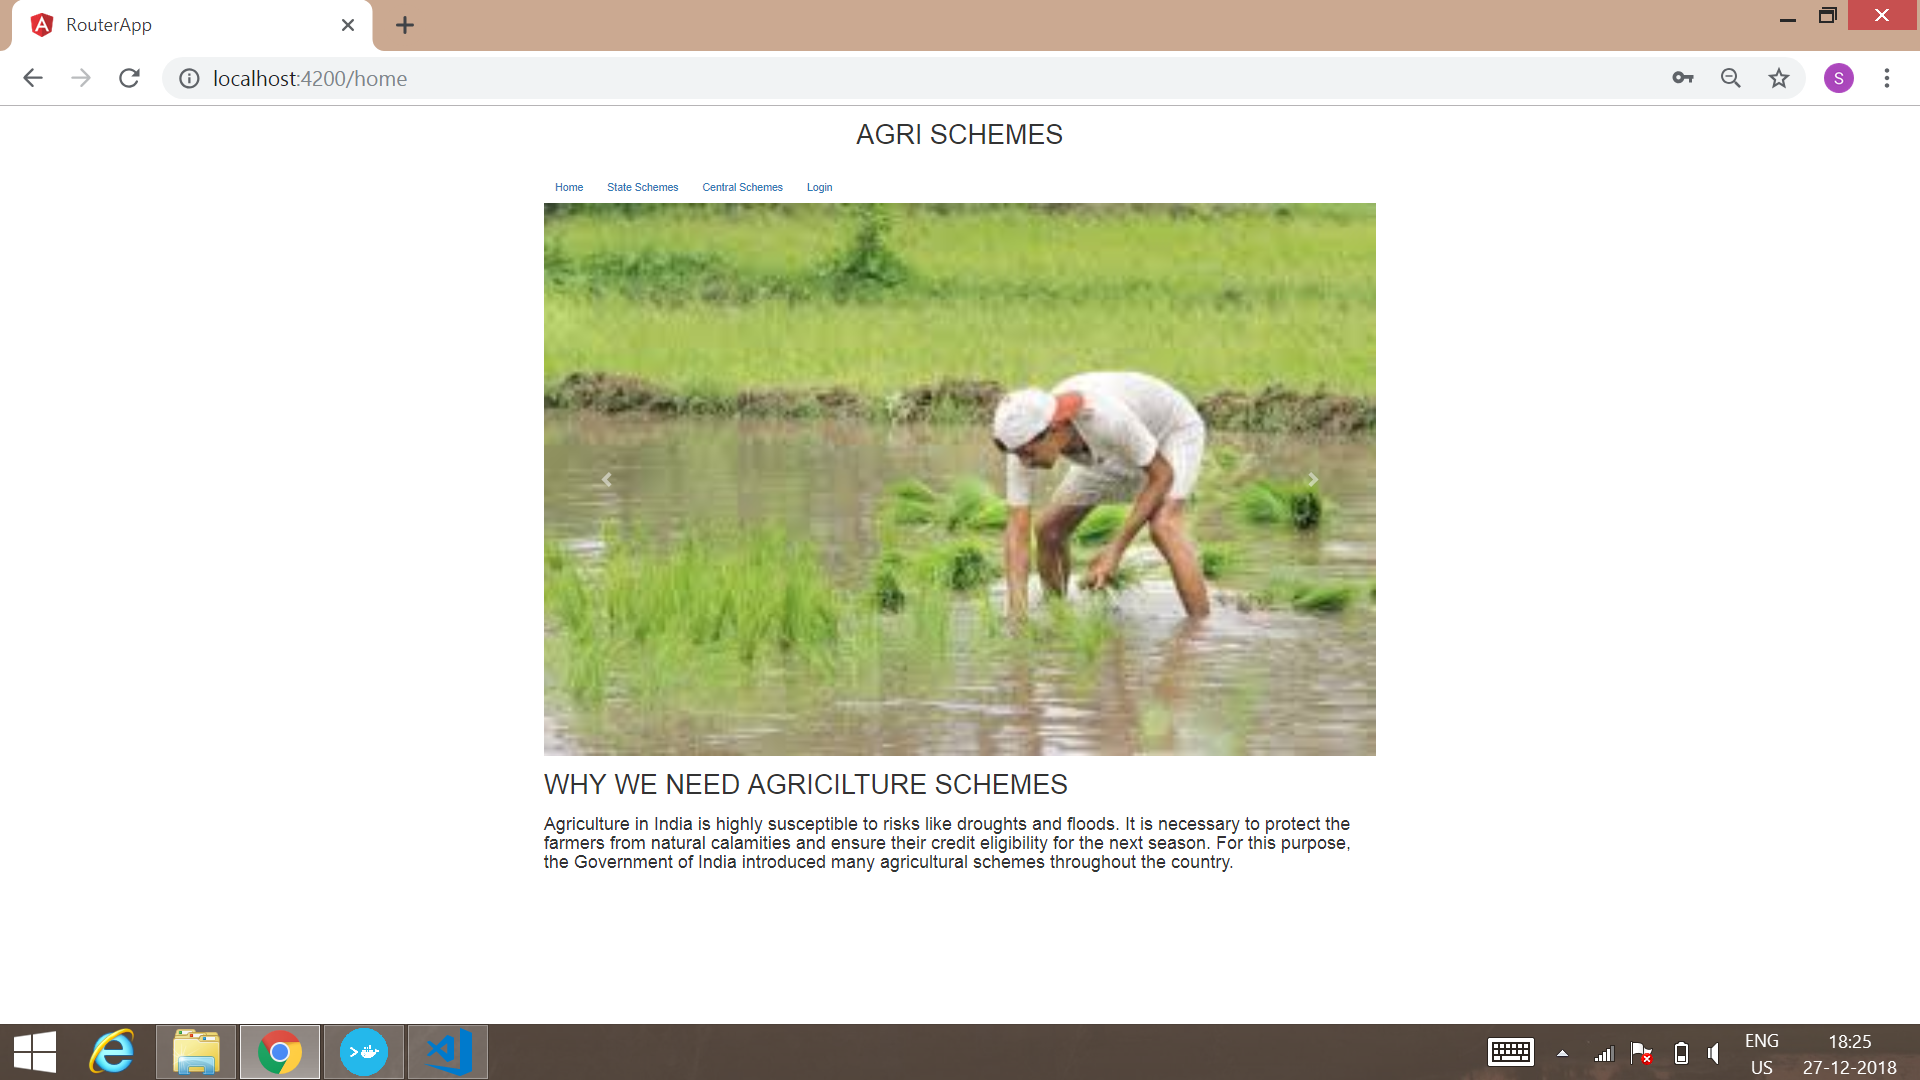 RouterApp
localhost:4200/home
S
AGRI SCHEMES
Home State Schemes Central Schemes Login
WHY WE NEED AGRICILTURE SCHEMES
Agriculture in India is highly susceptible to risks like droughts and floods. It is necessary to protect the
farmers from natural calamities and ensure their credit eligibility for the next season. For this purpose,
the Government of India introduced many agricultural schemes throughout the country.
ENG 18:25
US 27-12-2018